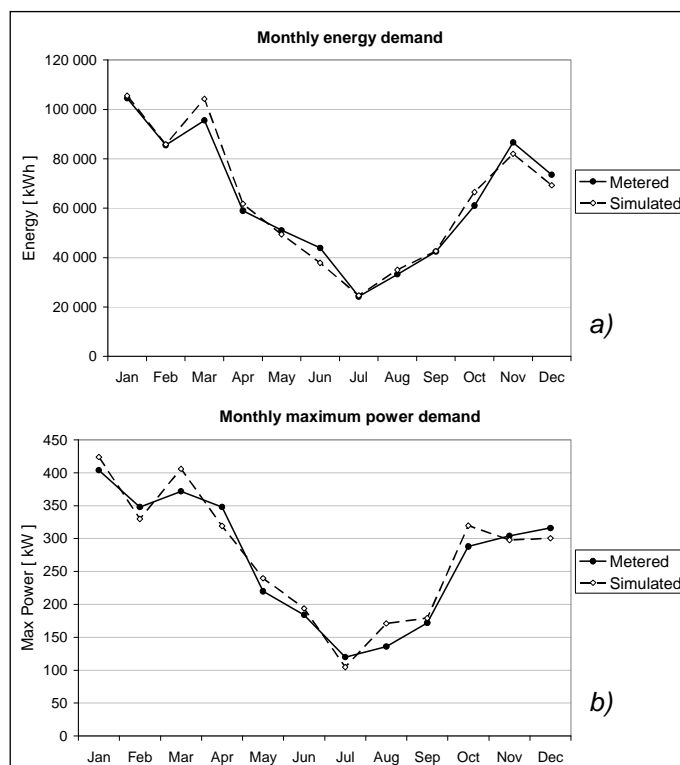 Monthly energy demand
120 000
100 000
80 000
60 000
40 000
20 000
0
Energy [ kWh ]
Jan Feb Mar Apr May Jun Jul Aug Sep Oct Nov Dec
Metered
Simulated
a)
Monthly maximum power demand
450
400
350
300
250
200
150
100
50
0
Max Power [ kW ]
Jan Feb Mar Apr May Jun Jul Aug Sep Oct Nov Dec
Metered
Simulated
b)